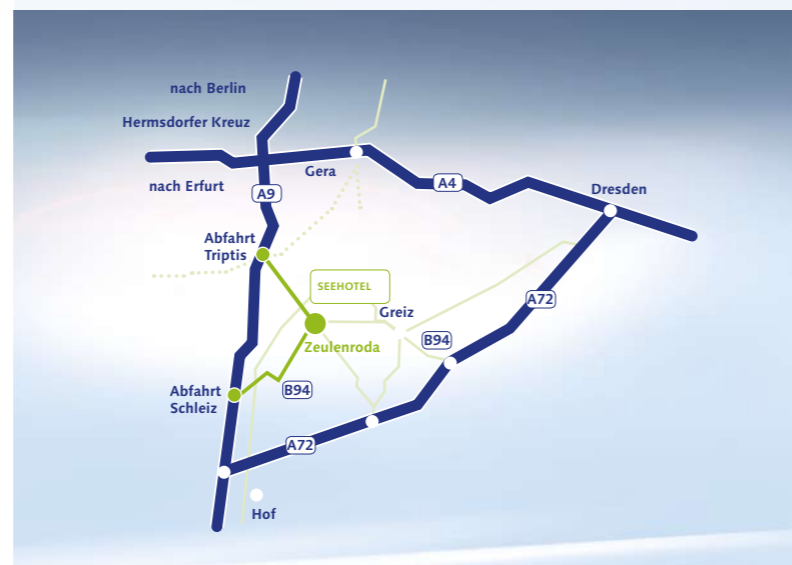 nach Berlin
Hermsdorfer Kreuz
nach Erfurt
Gera
A9
A4
Dresden
Abfahrt
Triptis
SEEHOTEL
Greiz
A72
B94
Zeulenroda
Abfahrt
Schleiz
B94
A72
Hof